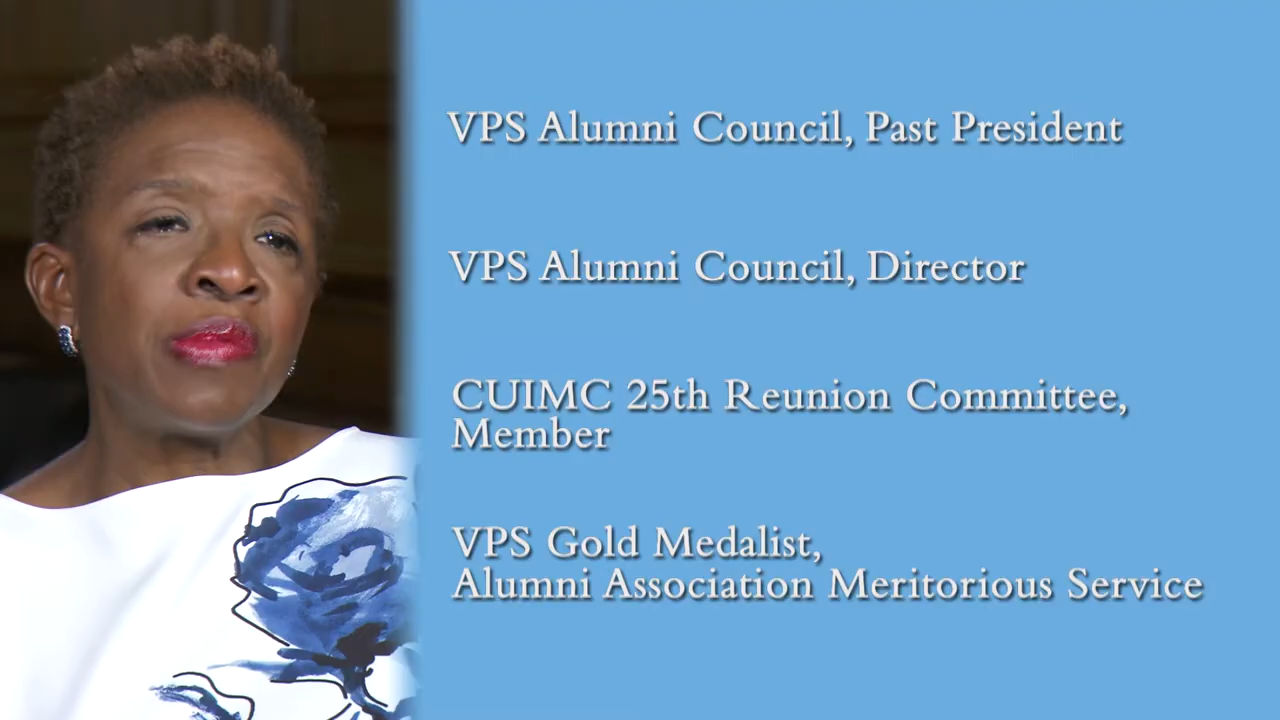 VPS Alumni Council, Past President
VPS Alumni Council, Director
CUIMC 25th Reunion Committee,
Member
VPS Gold Medalist,
Alumni Association Meritorious Service